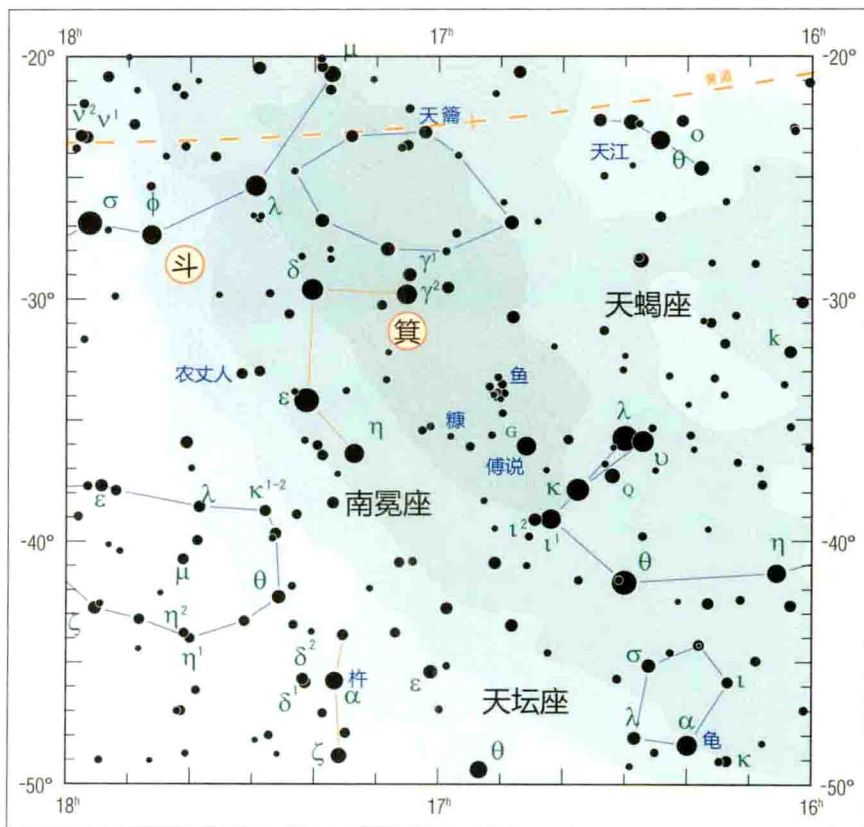 18h 17h 16h
-20° -20°
μ
黄道
ν² ν¹ 天籥
天江 ο
θ
σ φ λ
斗
δ γ¹
-30° γ² -30°
箕 天蝎座
k
农丈人 鱼
ε
糠 G λ
η 傅说 υ
ε λ κ¹⁻² 南冕座 κ Q
ι² ι¹
-40° -40°
μ θ θ η
ζ η²
η¹
δ² 杵 ε σ
δ¹ α 天坛座 ι
λ α 龟
ζ θ κ
-50° -50°
18h 17h 16h